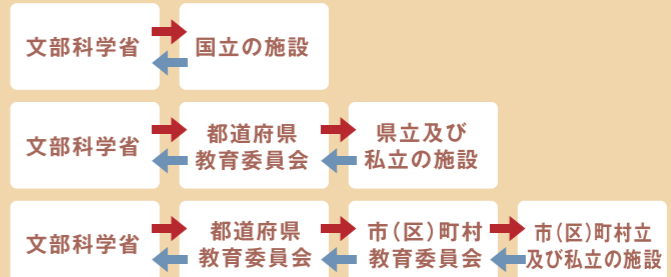 文部科学省
国立の施設
文部科学省
都道府県
教育委員会
県立及び
私立の施設
文部科学省
都道府県
教育委員会
市(区)町村
教育委員会
市(区)町村立
及び私立の施設